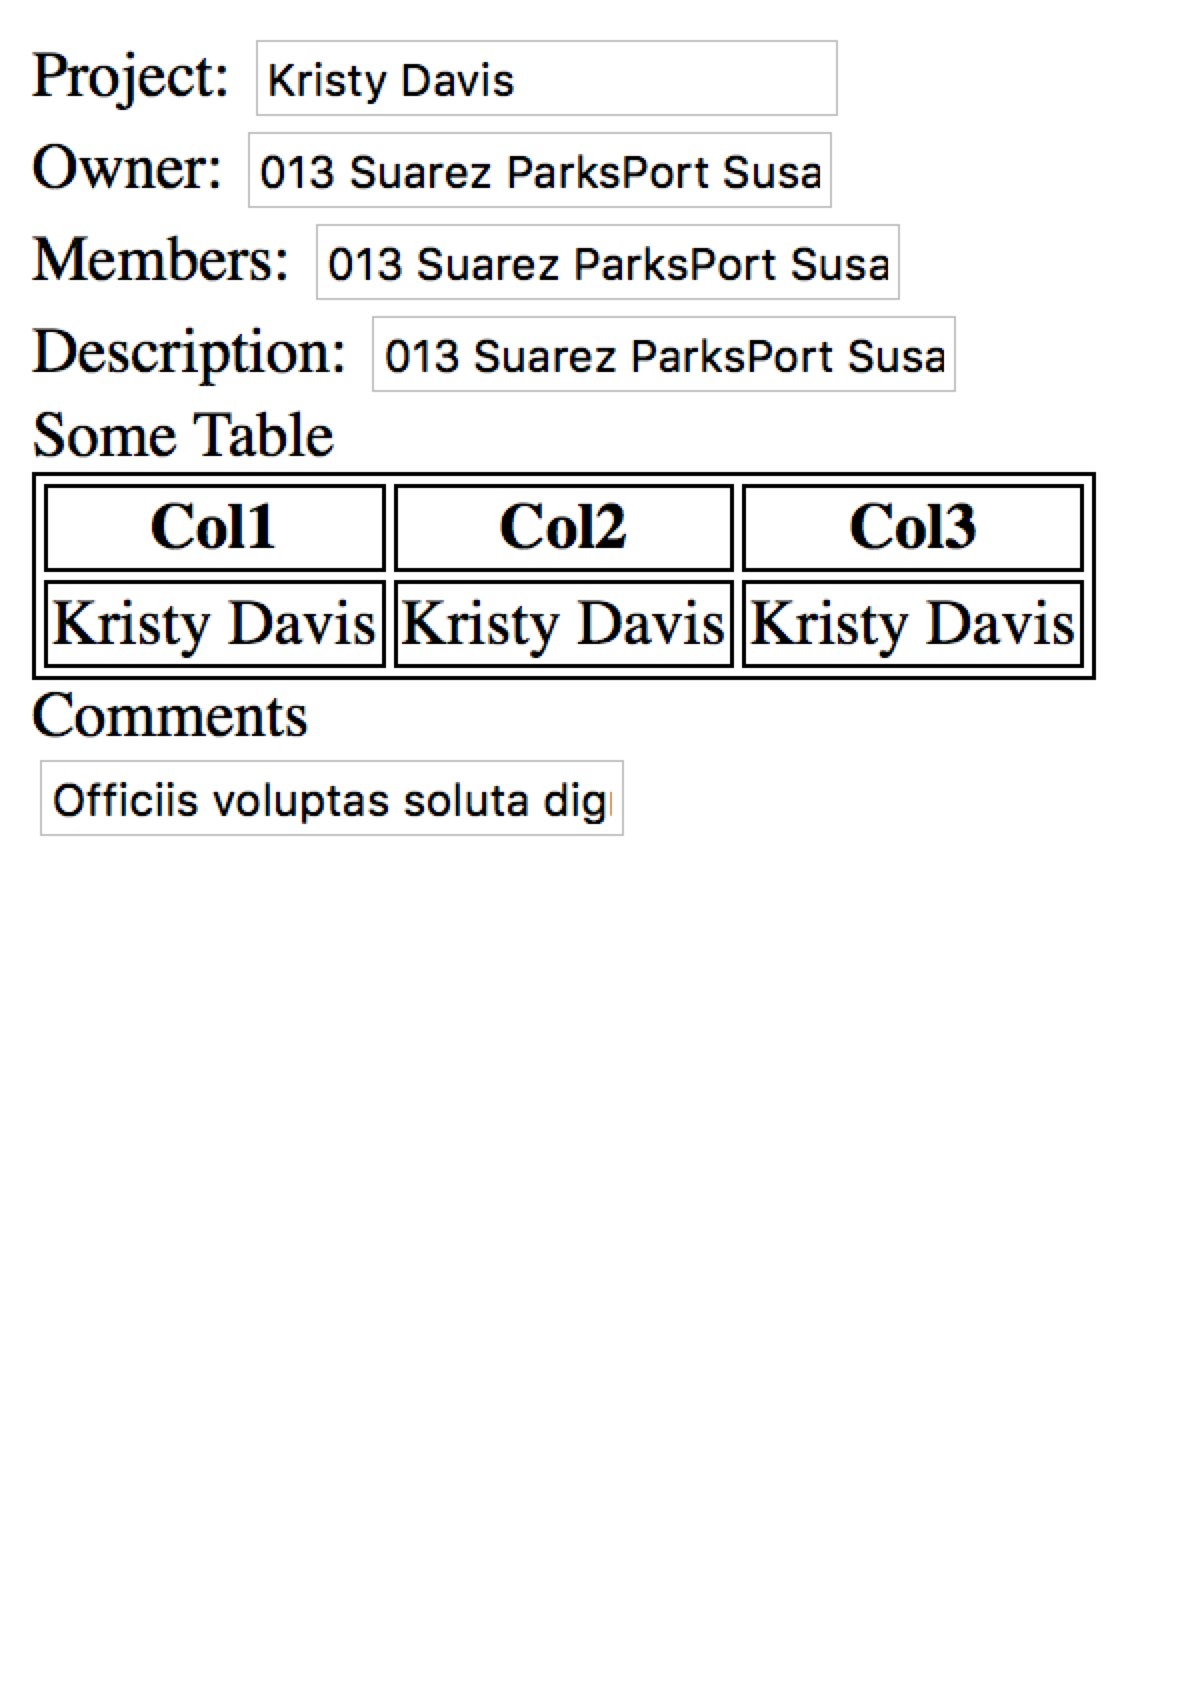 Project: Kristy Davis
Owner: 013 Suarez ParksPort Susa
Members: 013 Suarez ParksPort Susa
Description: 013 Suarez ParksPort Susa
Some Table
Col1 Col2 Col3
Kristy Davis Kristy Davis Kristy Davis
Comments
Officiis voluptas soluta dig